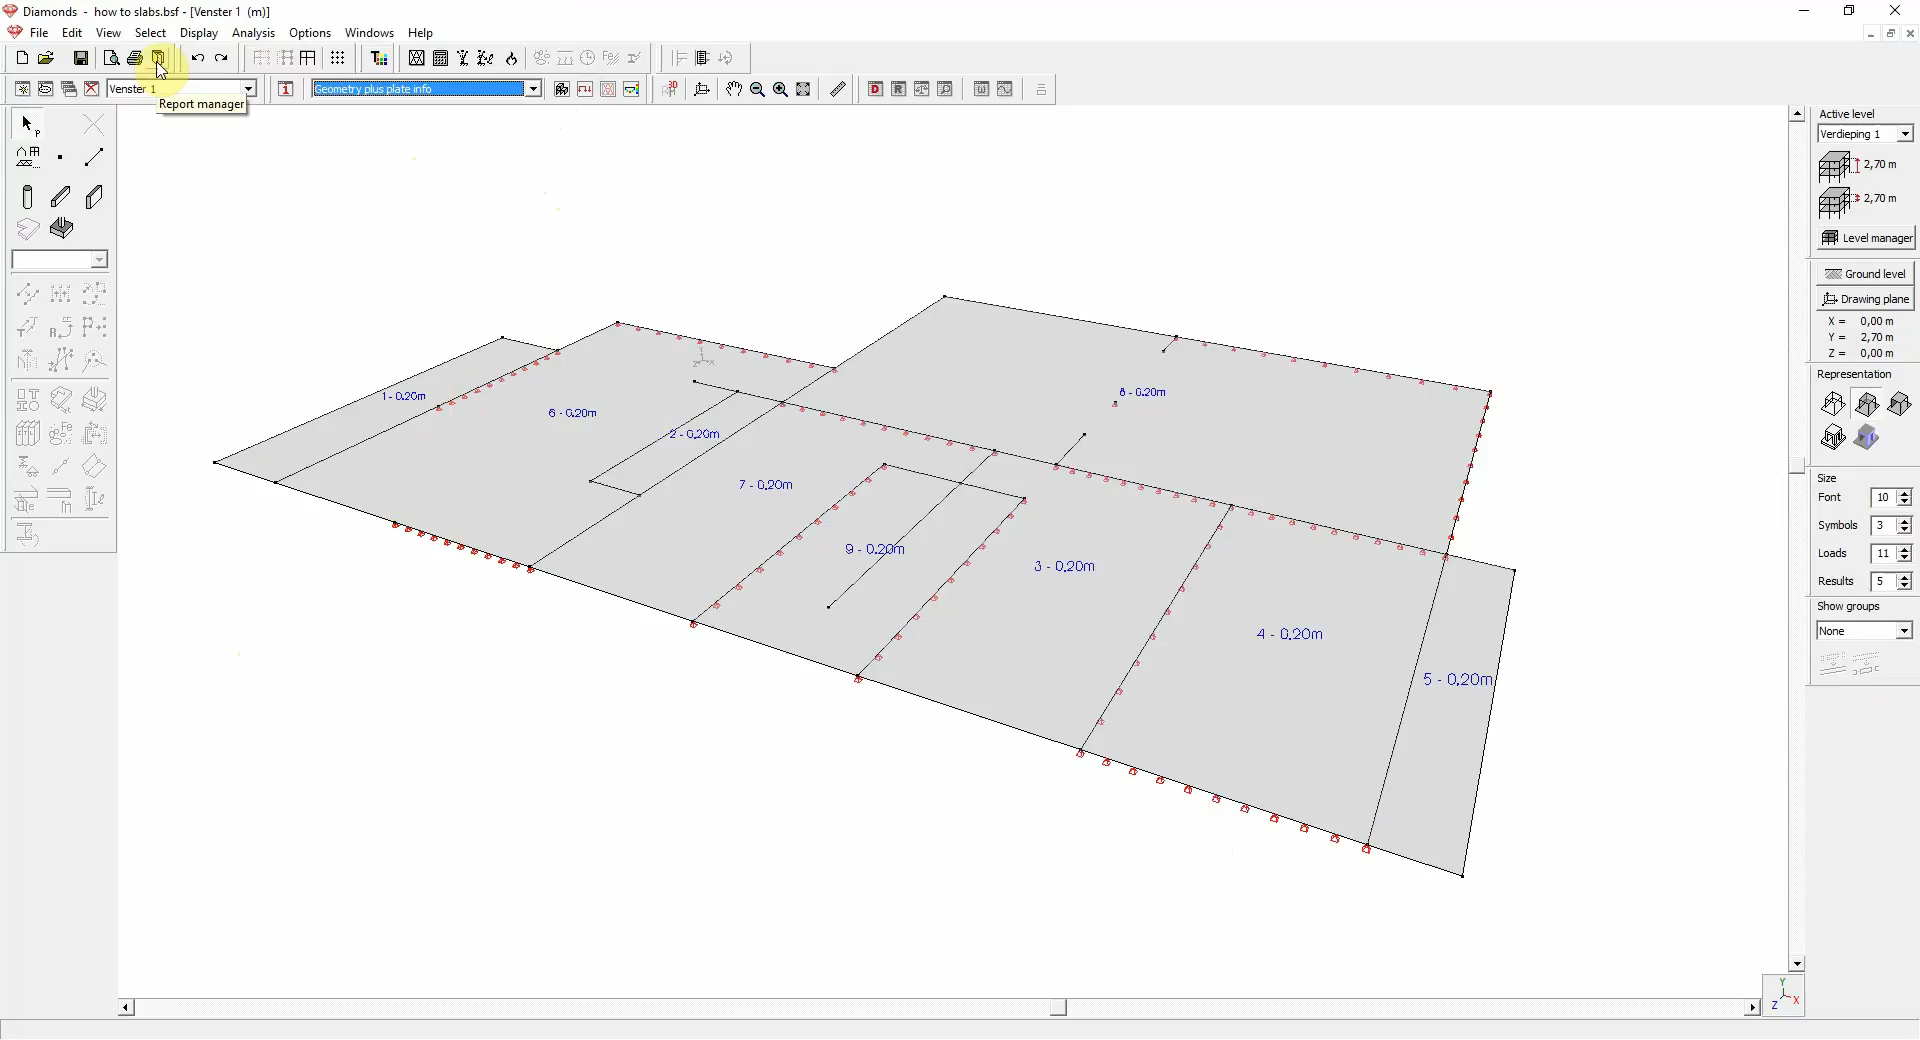 Diamonds - how to slabs.bsf - [Venster 1 (m)]
File Edit View Select Display Analysis Options Windows Help
Venster 1
1
Geometry plus plate info
3D
D
R
Report manager
P
Fe
R
Fe
Active level
Verdieping 1
2,70 m
2,70 m
Level manager
Ground level
Drawing plane
X = 0,00 m
Y = 2,70 m
Z = 0,00 m
Representation
Size
Font 10
Symbols 3
Loads 11
Results 5
Show groups
None
1 - 0.20m
6 - 0.20m
2 - 0.20m
8 - 0.20m
7 - 0.20m
9 - 0.20m
3 - 0.20m
4 - 0.20m
5 - 0.20m
Y
Z X